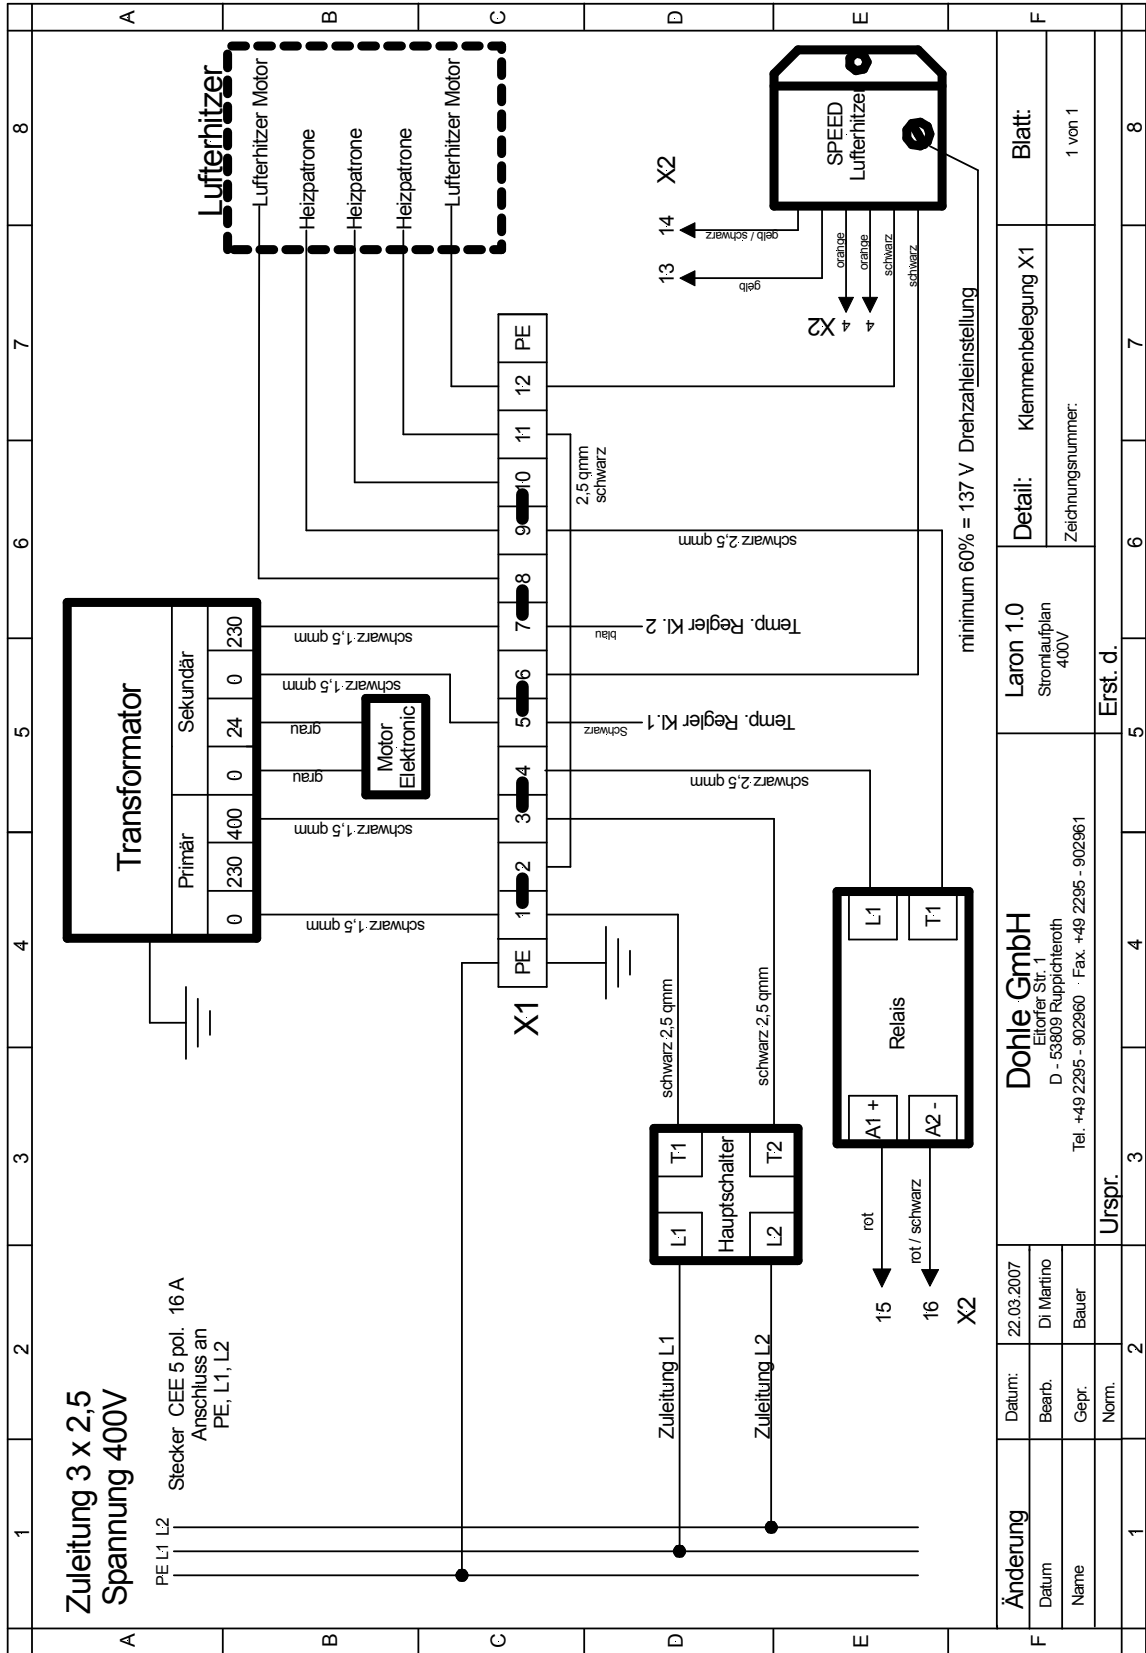 1 2 3 4 5 6 7 8
A
B
C
D
E
F
Zuleitung 3 x 2,5
Spannung 400V
Stecker CEE 5 pol. 16 A
Anschluss an
PE, L1, L2
PE L1 L2
Transformator
Primär
Sekundär
0 230 400 0 24 0 230
schwarz 1,5 qmm
schwarz 1,5 qmm
grau
grau
schwarz 1,5 qmm
schwarz 1,5 qmm
Motor
Elektronic
Lufterhitzer
Lufterhitzer Motor
Heizpatrone
Heizpatrone
Heizpatrone
Lufterhitzer Motor
X1
PE 1 2 3 4 5 6 7 8 9 10 11 12 PE
2,5 qmm
schwarz
Zuleitung L1
Zuleitung L2
L1 T1
Hauptschalter
L2 T2
schwarz 2,5 qmm
schwarz 2,5 qmm
schwarz 2,5 qmm
Schwarz
Temp. Regler Kl.1
blau
Temp. Regler Kl. 2
schwarz 2,5 qmm
13 14 X2
gelb
gelb / schwarz
SPEED
Lufterhitzer
orange
orange
schwarz
schwarz
X2
4
4
15
rot
16
rot / schwarz
X2
A1 +
A2 -
Relais
L1
T1
minimum 60% = 137 V Drehzahleinstellung
Änderung
Datum
Name
Datum: 22.03.2007
Bearb. Di Martino
Gepr. Bauer
Norm.
Dohle GmbH
Eitorfer Str. 1
D - 53809 Ruppichteroth
Tel. +49 2295 - 902960 Fax. +49 2295 - 902961
Urspr.
Laron 1.0
Stromlaufplan
400V
Erst. d.
Detail: Klemmenbelegung X1
Zeichnungsnummer:
Blatt:
1 von 1
A
B
C
D
E
F
1 2 3 4 5 6 7 8